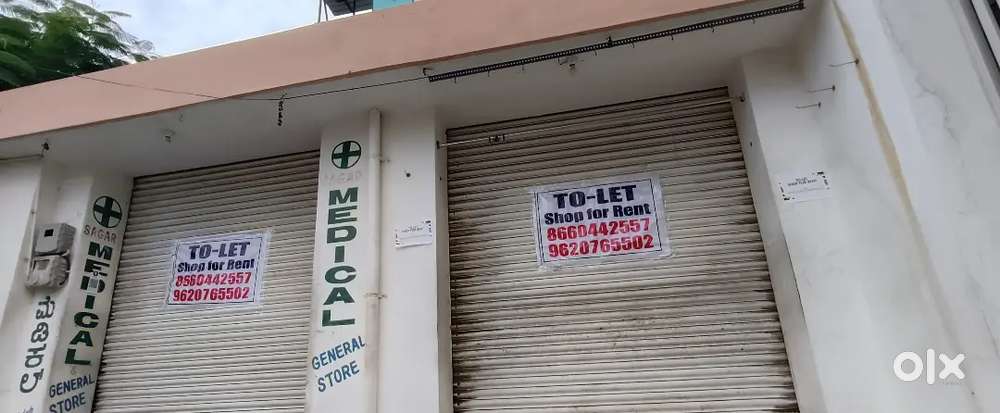 SAGAR
MEDICAL
&
GENERAL
STORE
TO-LET
Shop for Rent
8660442557
9620765502
MEDICAL
GENERAL
STORE
TO-LET
Shop for Rent
8660442557
9620765502
olx